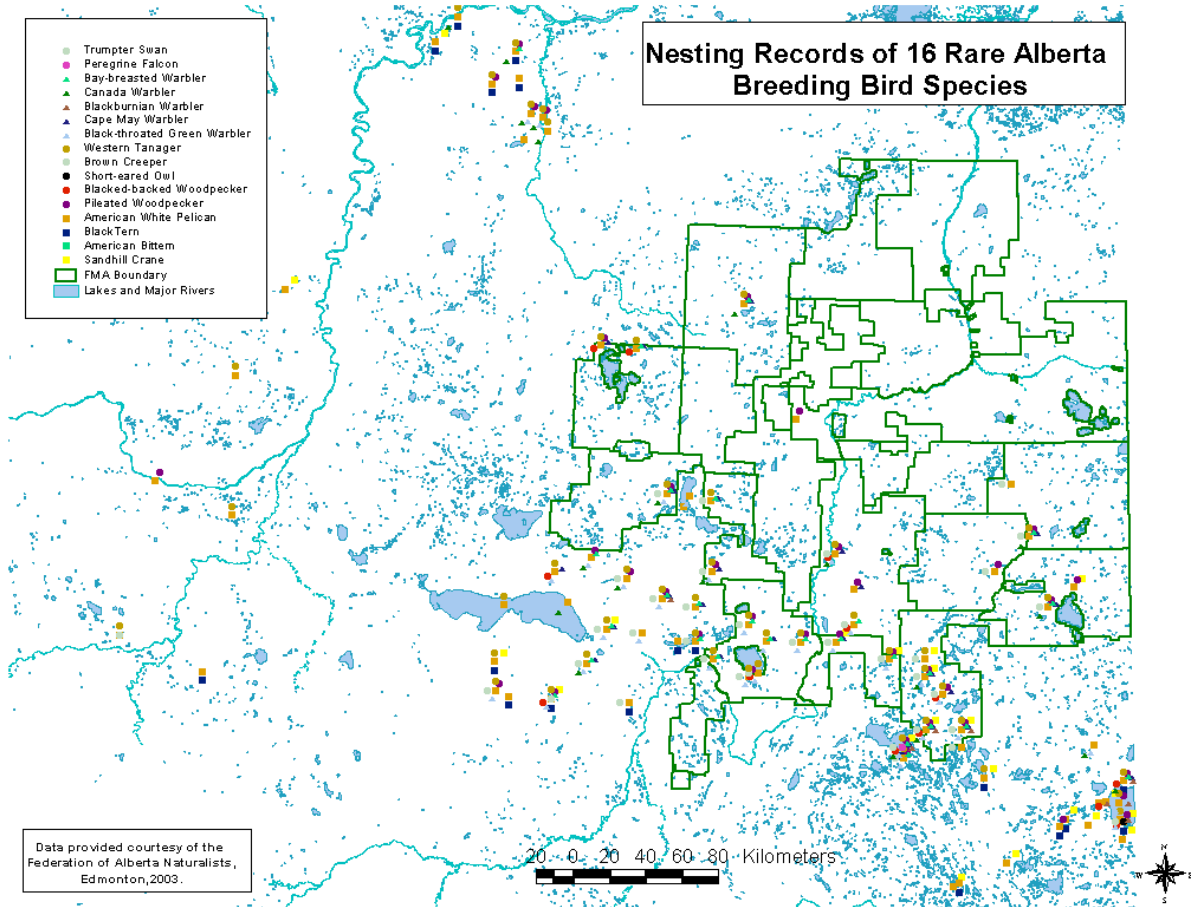 Nesting Records of 16 Rare Alberta
Breeding Bird Species
Trumpter Swan
Peregrine Falcon
Bay-breasted Warbler
Canada Warbler
Blackburnian Warbler
Cape May Warbler
Black-throated Green Warbler
Western Tanager
Brown Creeper
Short-eared Owl
Blacked-backed Woodpecker
Pileated Woodpecker
American White Pelican
BlackTern
American Bittern
Sandhill Crane
FMA Boundary
Lakes and Major Rivers
Data provided courtesy of the
Federation of Alberta Naturalists,
Edmonton,2003.
20 0 20 40 60 80 Kilometers
N
W E
S